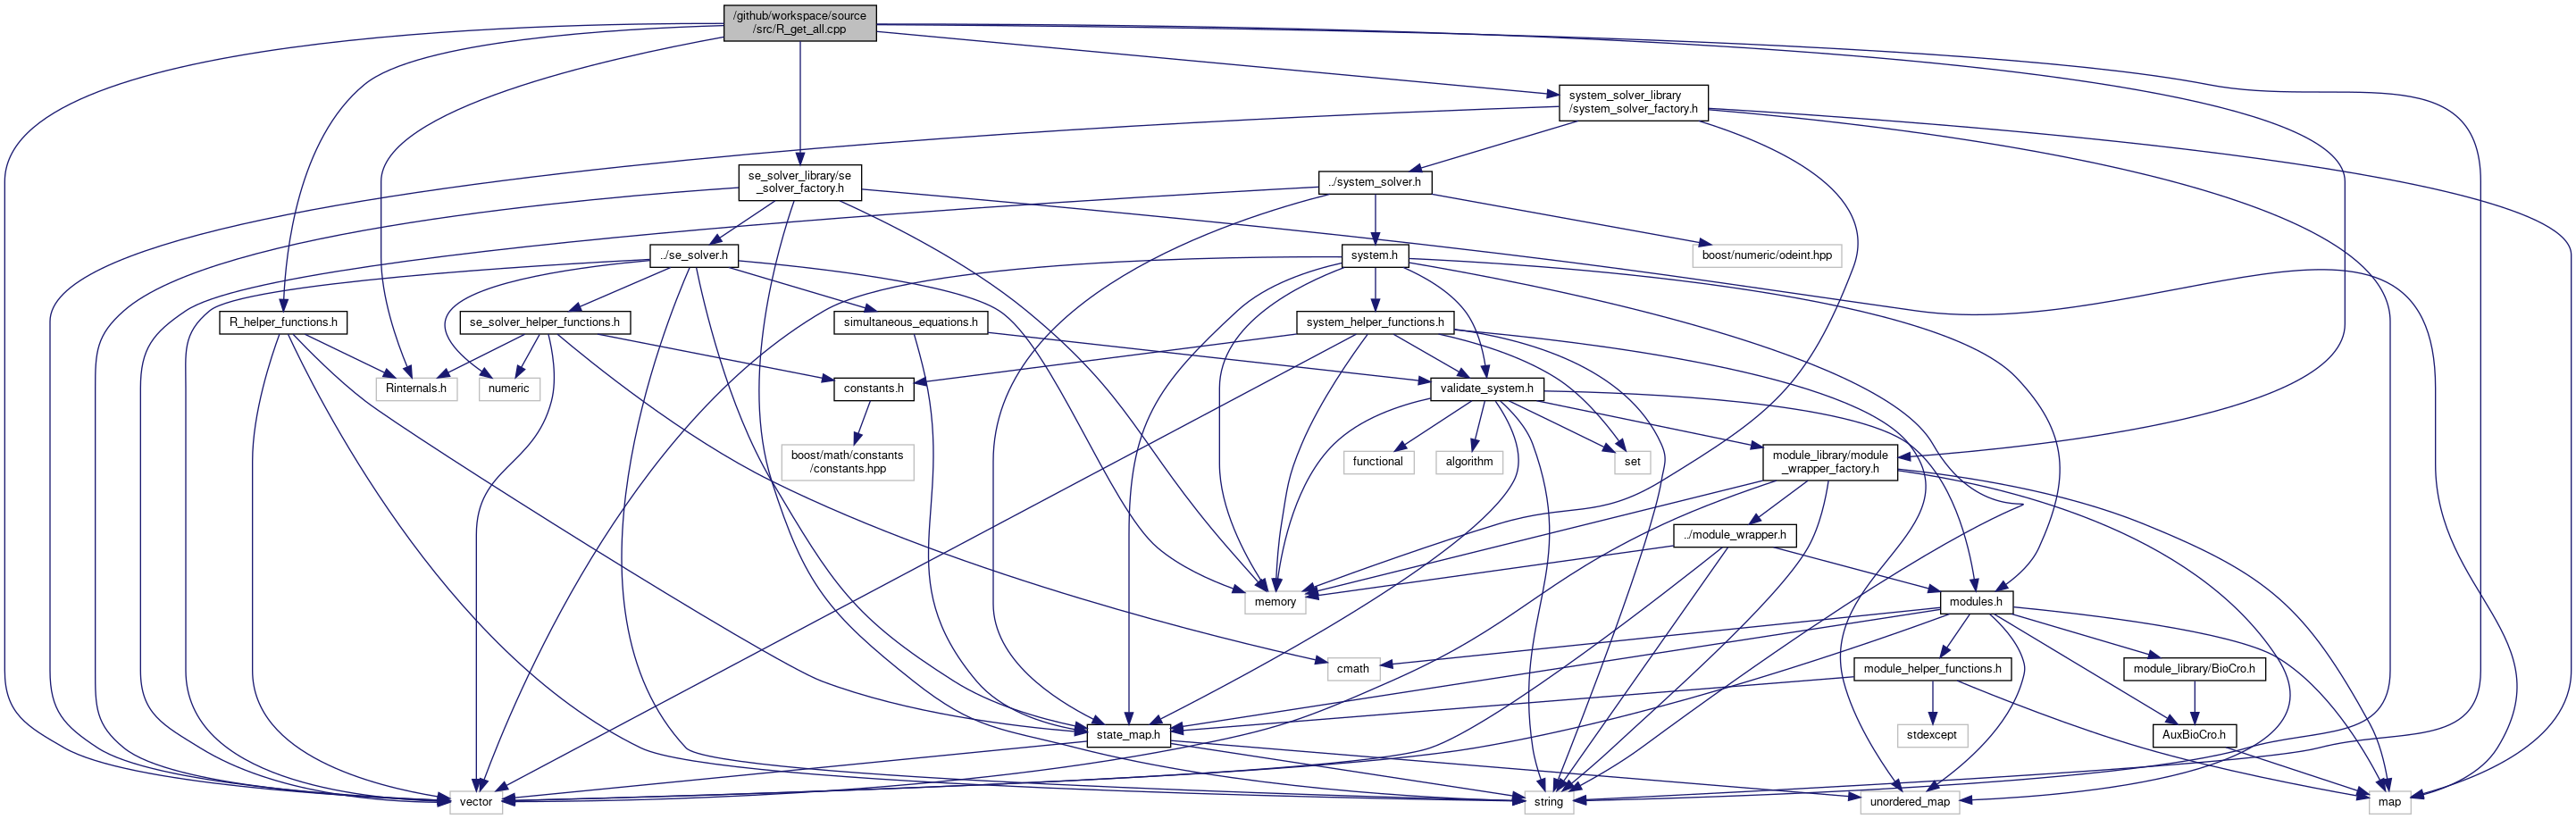 /github/workspace/source
/src/R_get_all.cpp
system_solver_library
/system_solver_factory.h
se_solver_library/se
_solver_factory.h
../system_solver.h
../se_solver.h
system.h
boost/numeric/odeint.hpp
R_helper_functions.h
se_solver_helper_functions.h
simultaneous_equations.h
system_helper_functions.h
Rinternals.h
numeric
constants.h
validate_system.h
boost/math/constants
/constants.hpp
functional
algorithm
set
module_library/module
_wrapper_factory.h
../module_wrapper.h
memory
modules.h
cmath
module_helper_functions.h
module_library/BioCro.h
state_map.h
stdexcept
AuxBioCro.h
vector
string
unordered_map
map